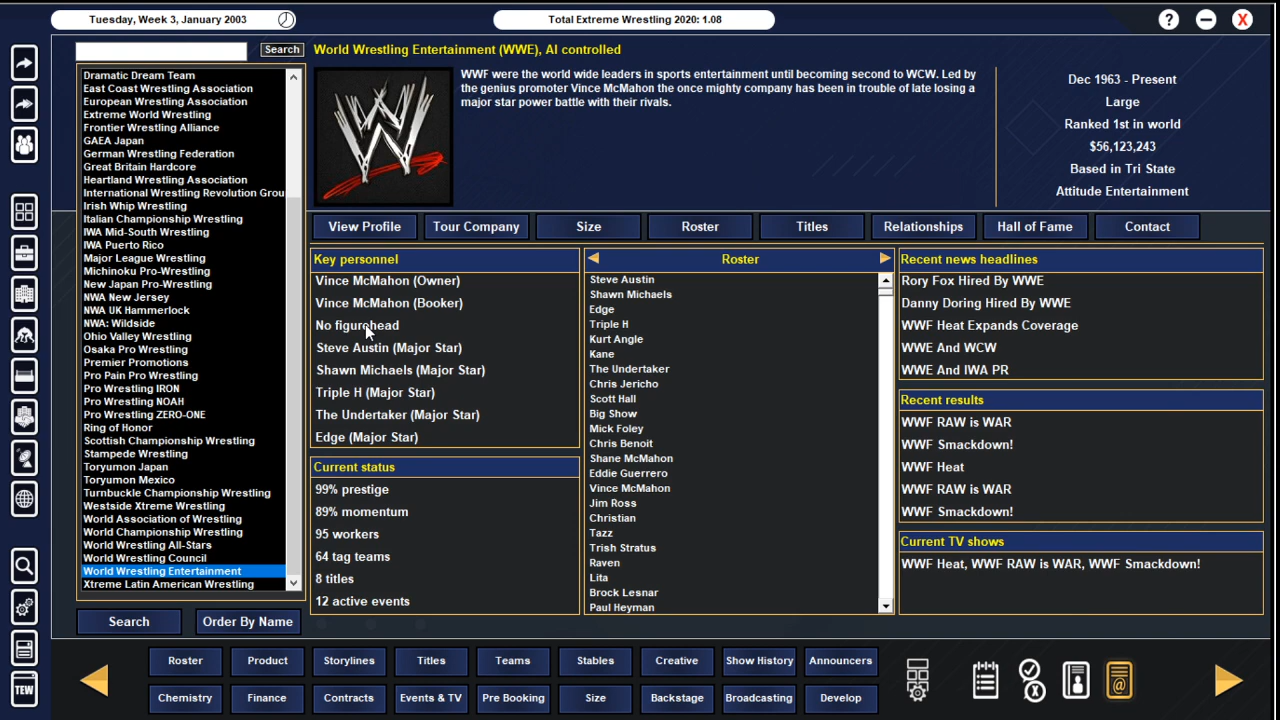 Tuesday, Week 3, January 2003
Total Extreme Wrestling 2020: 1.08
? – X
Search
World Wrestling Entertainment (WWE), AI controlled
WWF were the world wide leaders in sports entertainment until becoming second to WCW. Led by
the genius promoter Vince McMahon the once mighty company has been in trouble of late losing a
major star power battle with their rivals.
Dec 1963 - Present
Large
Ranked 1st in world
$56,123,243
Based in Tri State
Attitude Entertainment
Dramatic Dream Team
East Coast Wrestling Association
European Wrestling Association
Extreme World Wrestling
Frontier Wrestling Alliance
GAEA Japan
German Wrestling Federation
Great Britain Hardcore
Heartland Wrestling Association
International Wrestling Revolution Grou
Irish Whip Wrestling
Italian Championship Wrestling
IWA Mid-South Wrestling
IWA Puerto Rico
Major League Wrestling
Michinoku Pro-Wrestling
New Japan Pro-Wrestling
NWA New Jersey
NWA UK Hammerlock
NWA: Wildside
Ohio Valley Wrestling
Osaka Pro Wrestling
Premier Promotions
Pro Pain Pro Wrestling
Pro Wrestling IRON
Pro Wrestling NOAH
Pro Wrestling ZERO-ONE
Ring of Honor
Scottish Championship Wrestling
Stampede Wrestling
Toryumon Japan
Toryumon Mexico
Turnbuckle Championship Wrestling
Westside Xtreme Wrestling
World Association of Wrestling
World Championship Wrestling
World Wrestling All-Stars
World Wrestling Council
World Wrestling Entertainment
Xtreme Latin American Wrestling
Search
Order By Name
View Profile
Tour Company
Size
Roster
Titles
Relationships
Hall of Fame
Contact
Key personnel
Vince McMahon (Owner)
Vince McMahon (Booker)
No figurehead
Steve Austin (Major Star)
Shawn Michaels (Major Star)
Triple H (Major Star)
The Undertaker (Major Star)
Edge (Major Star)
Current status
99% prestige
89% momentum
95 workers
64 tag teams
8 titles
12 active events
Roster
Steve Austin
Shawn Michaels
Edge
Triple H
Kurt Angle
Kane
The Undertaker
Chris Jericho
Scott Hall
Big Show
Mick Foley
Chris Benoit
Shane McMahon
Eddie Guerrero
Vince McMahon
Jim Ross
Christian
Tazz
Trish Stratus
Raven
Lita
Brock Lesnar
Paul Heyman
Recent news headlines
Rory Fox Hired By WWE
Danny Doring Hired By WWE
WWF Heat Expands Coverage
WWE And WCW
WWE And IWA PR
Recent results
WWF RAW is WAR
WWF Smackdown!
WWF Heat
WWF RAW is WAR
WWF Smackdown!
Current TV shows
WWF Heat, WWF RAW is WAR, WWF Smackdown!
TEW
Roster
Product
Storylines
Titles
Teams
Stables
Creative
Show History
Announcers
Chemistry
Finance
Contracts
Events & TV
Pre Booking
Size
Backstage
Broadcasting
Develop
@